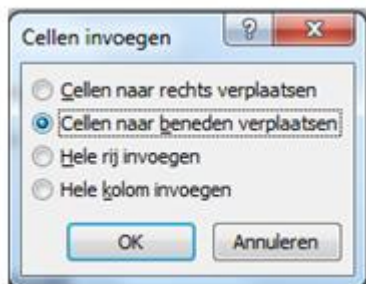 Cellen invoegen
Cellen naar rechts verplaatsen
Cellen naar beneden verplaatsen
Hele rij invoegen
Hele kolom invoegen
OK Annuleren